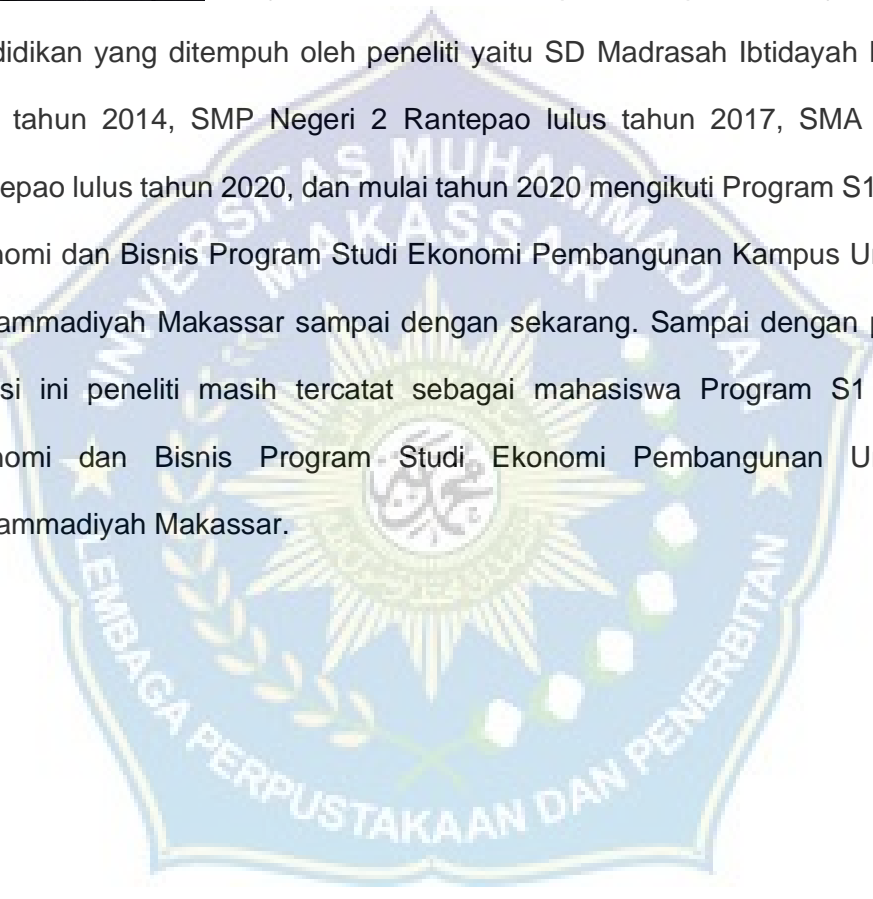 didikan yang ditempuh oleh peneliti yaitu SD Madrasah Ibtidayah
tahun 2014, SMP Negeri 2 Rantepao lulus tahun 2017, SMA
epao lulus tahun 2020, dan mulai tahun 2020 mengikuti Program S1
nomi dan Bisnis Program Studi Ekonomi Pembangunan Kampus
ammadiyah Makassar sampai dengan sekarang. Sampai dengan
si ini peneliti masih tercatat sebagai mahasiswa Program S1
nomi dan Bisnis Program Studi Ekonomi Pembangunan
ammadiyah Makassar.
UNIVERSITAS MUHAMMADIYAH
MAKASSAR
LEMBAGA PERPUSTAKAAN DAN PENERBITAN